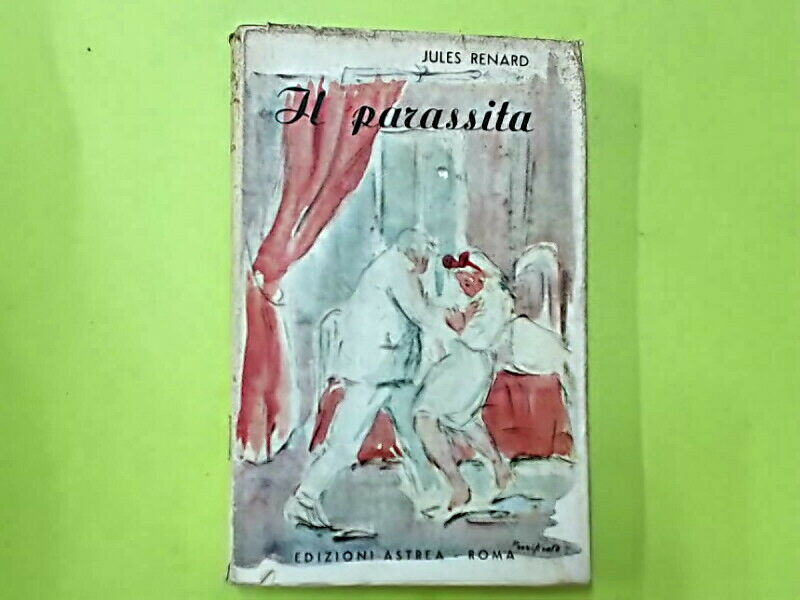 JULES RENARD
Il parassita
EDIZIONI ASTREA - ROMA